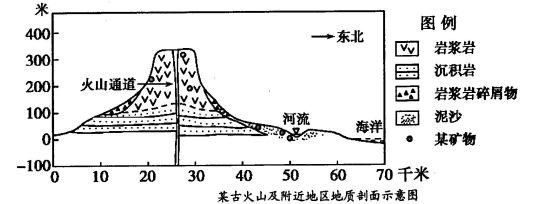 米
图例
400
300
200
100
0
-100
东北
火山通道
河流
海洋
岩浆岩
沉积岩
岩浆岩碎屑物
泥沙
某矿物
0 10 20 30 40 50 60 70 千米
某古火山及附近地区地质剖面示意图